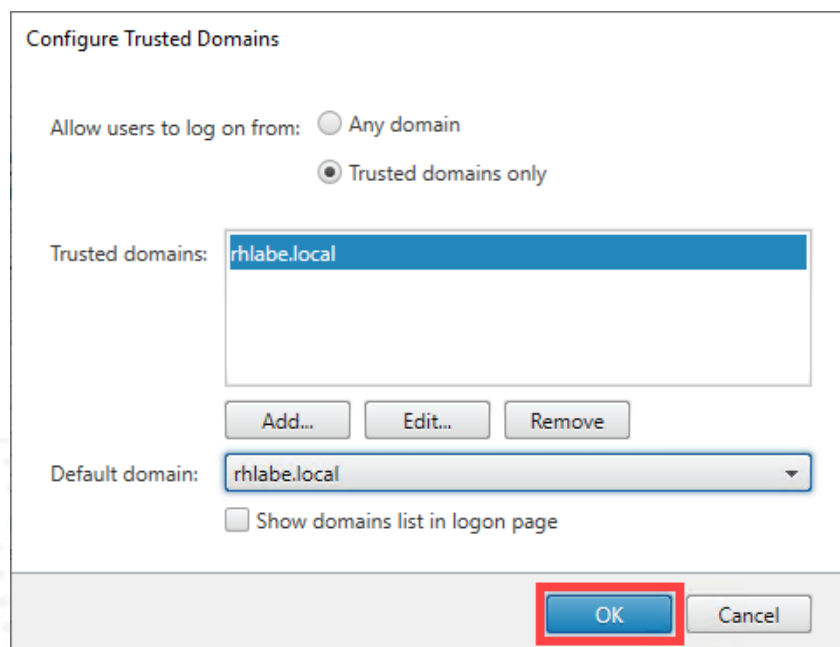 Configure Trusted Domains
Allow users to log on from: Any domain
Trusted domains only
Trusted domains: rhlabe.local
Add... Edit... Remove
Default domain: rhlabe.local
Show domains list in logon page
OK Cancel